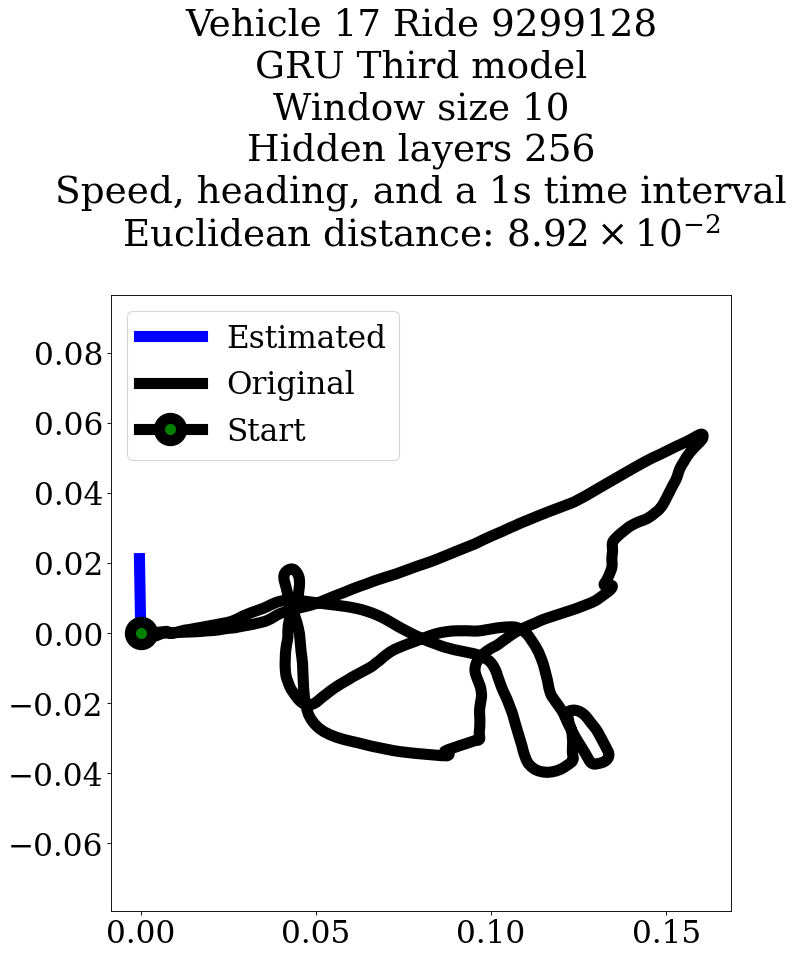 Vehicle 17 Ride 9299128
GRU Third model
Window size 10
Hidden layers 256
Speed, heading, and a 1s time interval
Euclidean distance: 8.92 × 10⁻²
Estimated
Original
Start
0.08
0.06
0.04
0.02
0.00
−0.02
−0.04
−0.06
0.00 0.05 0.10 0.15